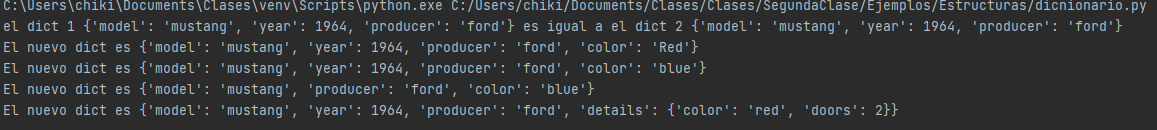 C:\Users\chiki\Documents\Clases\venv\Scripts\python.exe C:/Users/chiki/Documents/Clases/Clases/SegundaClase/Ejemplos/Estructuras/dicnionario.py
el dict 1 {'model': 'mustang', 'year': 1964, 'producer': 'ford'} es igual a el dict 2 {'model': 'mustang', 'year': 1964, 'producer': 'ford'}
El nuevo dict es {'model': 'mustang', 'year': 1964, 'producer': 'ford', 'color': 'Red'}
El nuevo dict es {'model': 'mustang', 'year': 1964, 'producer': 'ford', 'color': 'blue'}
El nuevo dict es {'model': 'mustang', 'producer': 'ford', 'color': 'blue'}
El nuevo dict es {'model': 'mustang', 'year': 1964, 'producer': 'ford', 'details': {'color': 'red', 'doors': 2}}